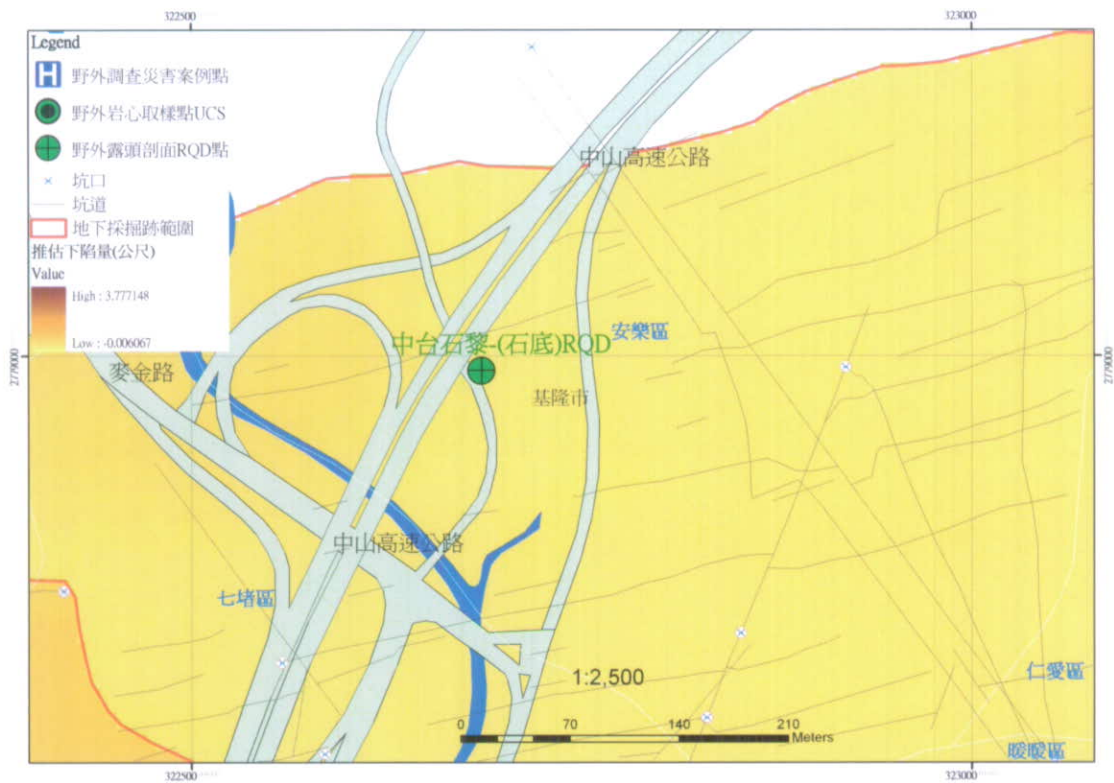 322500
323000
Legend
H 野外調查災害案例點
野外岩心取樣點UCS
野外露頭剖面RQD點
坑口
坑道
地下採掘跡範圍
推估下陷量(公尺)
Value
High : 3.777148
Low : -0.006067
中山高速公路
安樂區
中台石黎-(石底)RQD
2779000
2779000
麥金路
基隆市
中山高速公路
七堵區
1:2,500
仁愛區
0 70 140 210
Meters
暖暖區
322500
323000